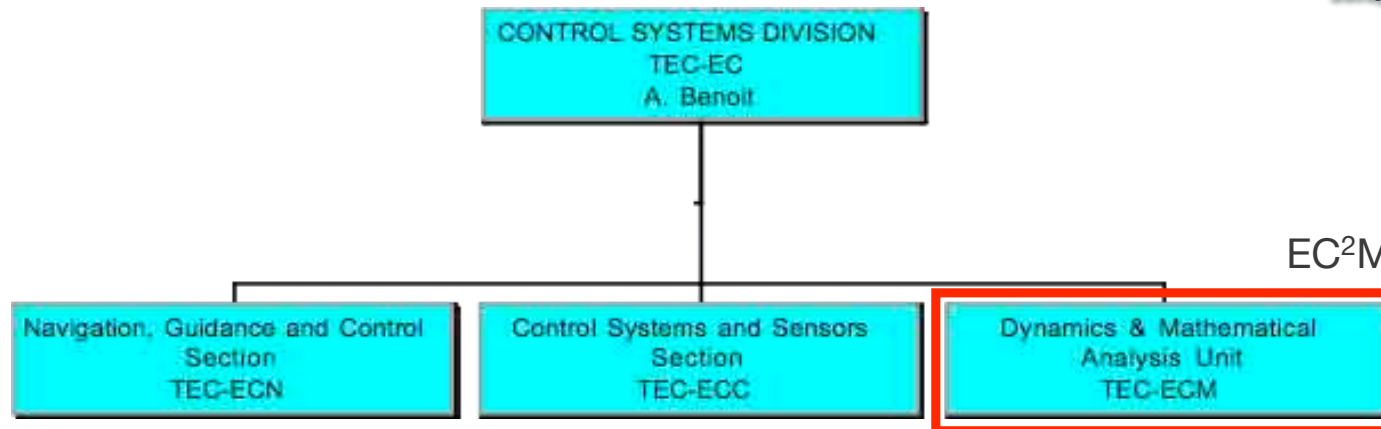 CONTROL SYSTEMS DIVISION
TEC-EC
A. Benoit
EC²M
Navigation, Guidance and Control
Section
TEC-ECN
Control Systems and Sensors
Section
TEC-ECC
Dynamics & Mathematical
Analysis Unit
TEC-ECM